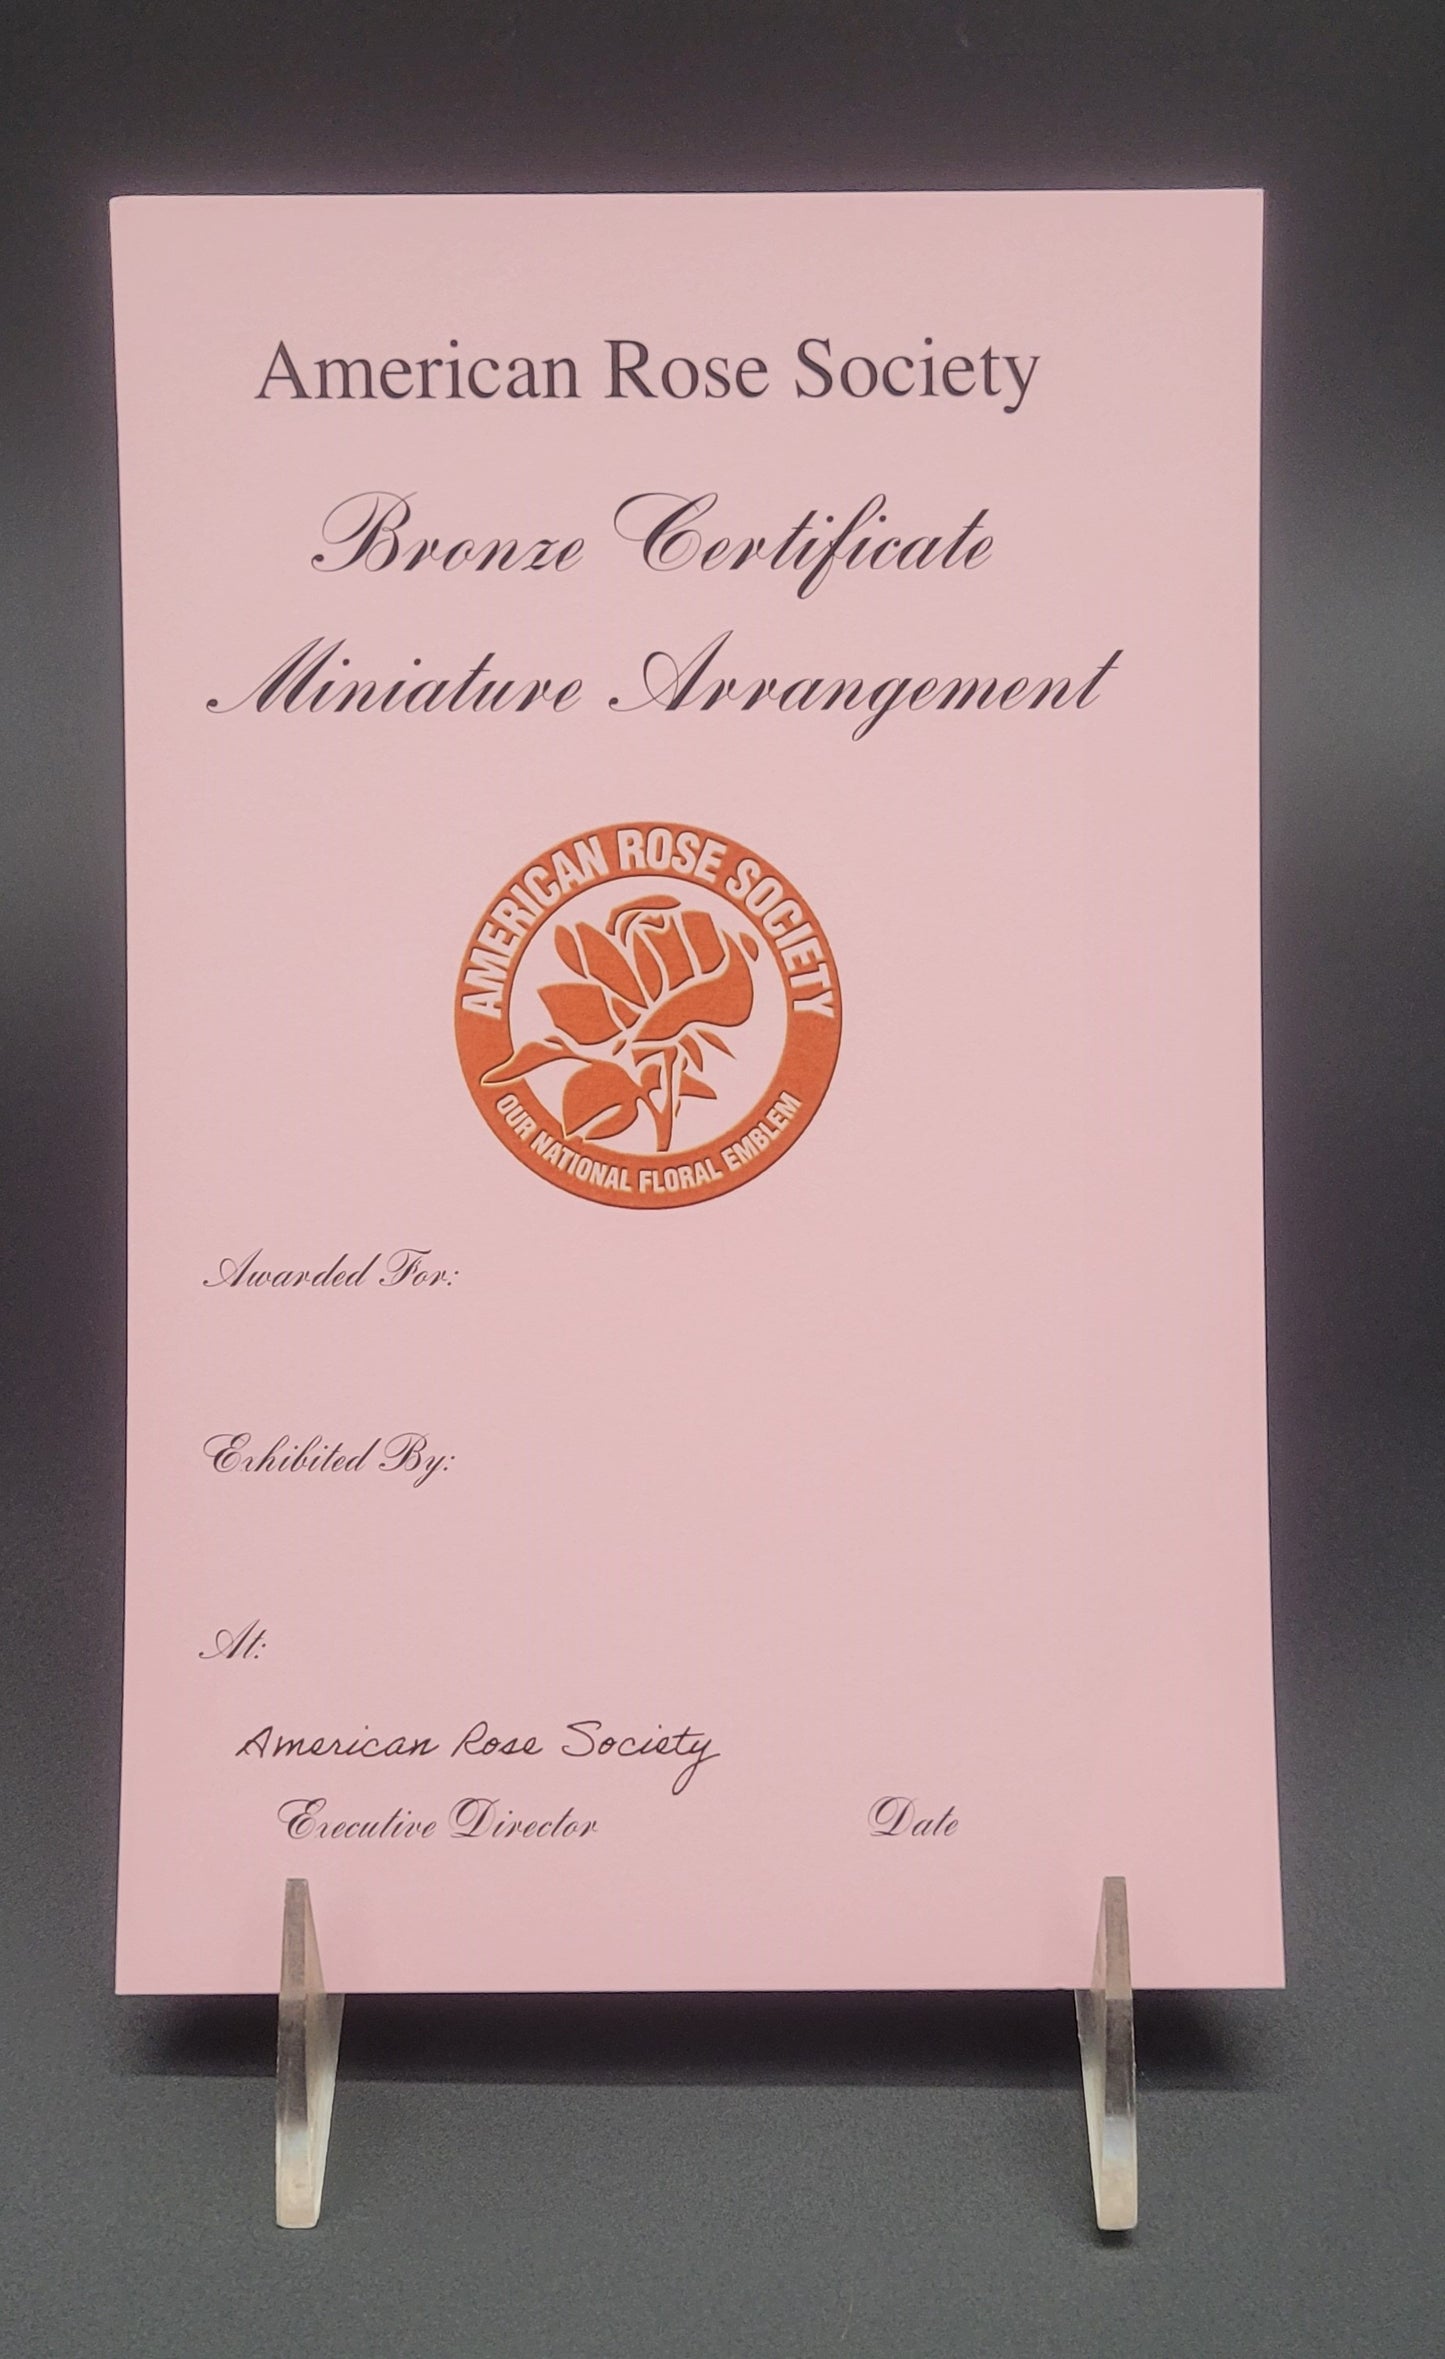 American Rose Society
Bronze Certificate
Miniature Arrangement
AMERICAN ROSE SOCIETY
OUR NATIONAL FLORAL EMBLEM
Awarded For:
Exhibited By:
At:
American Rose Society
Executive Director Date